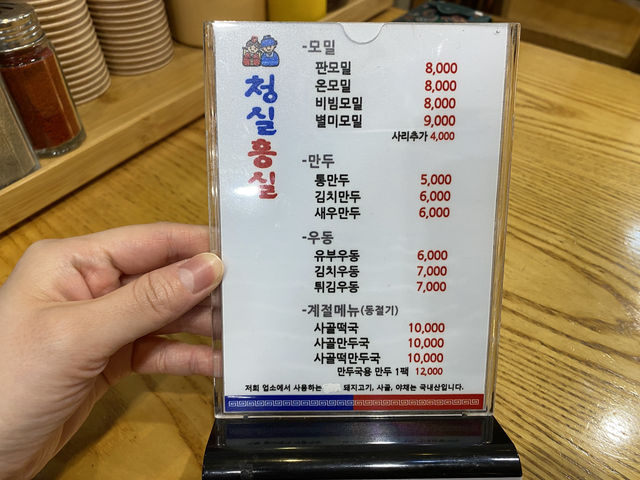 청실홍실
-모밀
판모밀 8,000
온모밀 8,000
비빔모밀 8,000
별미모밀 9,000
사리추가 4,000
-만두
통만두 5,000
김치만두 6,000
새우만두 6,000
-우동
유부우동 6,000
김치우동 7,000
튀김우동 7,000
-계절메뉴(동절기)
사골떡국 10,000
사골만두국 10,000
사골떡만두국 10,000
만두국용 만두 1팩 12,000
저희 업소에서 사용하는 돼지고기, 사골, 야채는 국내산입니다.